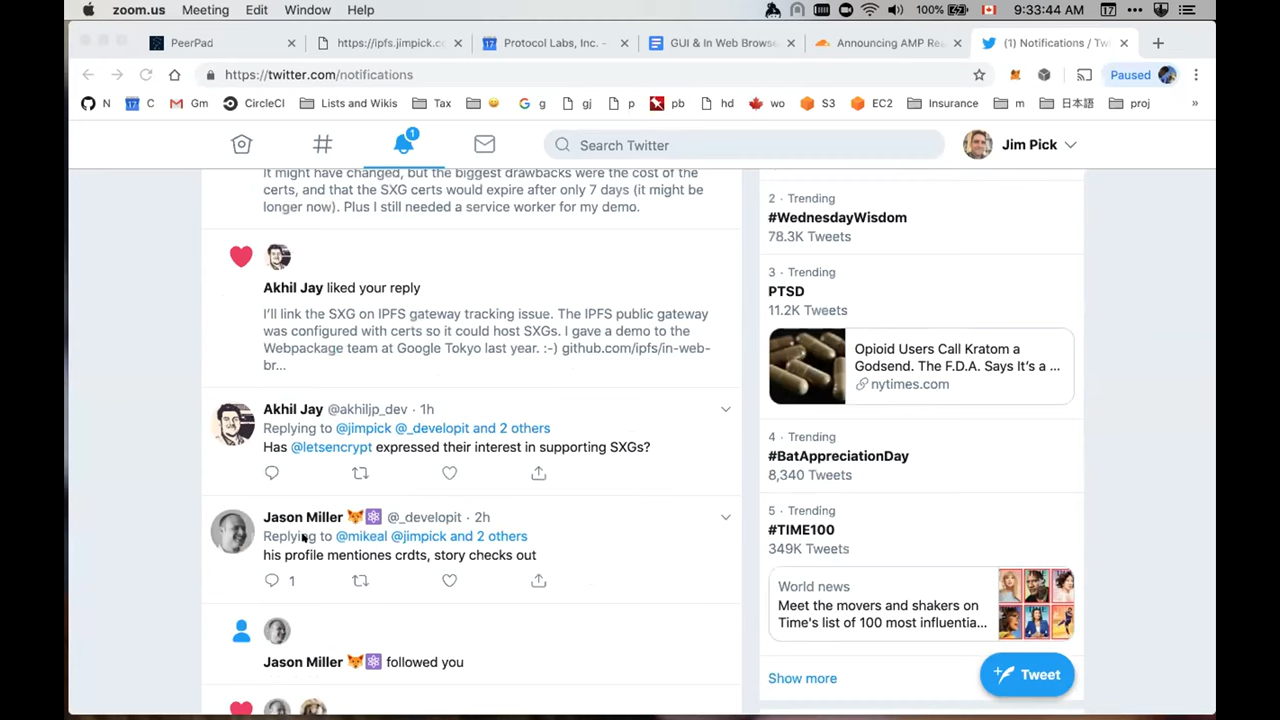 zoom.us Meeting Edit Window Help 100% 9:33:44 AM 17
PeerPad
https://ipfs.jimpick.c
Protocol Labs, Inc. -
GUI & In Web Browse
Announcing AMP Rea
(1) Notifications / Tw
https://twitter.com/notifications
Paused
N 17 C Gm CircleCI Lists and Wikis Tax G g gj p pb hd wo S3 EC2 Insurance m 日本語 proj »
1
Search Twitter
Jim Pick
it might have changed, but the biggest drawbacks were the cost of the
certs, and that the SXG certs would expire after only 7 days (it might be
longer now). Plus I still needed a service worker for my demo.
Akhil Jay liked your reply
I'll link the SXG on IPFS gateway tracking issue. The IPFS public gateway
was configured with certs so it could host SXGs. I gave a demo to the
Webpackage team at Google Tokyo last year. :-) github.com/ipfs/in-web-
br...
Akhil Jay @akhiljp_dev · 1h
Replying to @jimpick @_developit and 2 others
Has @letsencrypt expressed their interest in supporting SXGs?
Jason Miller @_developit · 2h
Replying to @mikeal @jimpick and 2 others
his profile mentiones crdts, story checks out
1
Jason Miller followed you
2 · Trending
#WednesdayWisdom
78.3K Tweets
3 · Trending
PTSD
11.2K Tweets
Opioid Users Call Kratom a
Godsend. The F.D.A. Says It's a ...
nytimes.com
4 · Trending
#BatAppreciationDay
8,340 Tweets
5 · Trending
#TIME100
349K Tweets
World news
Meet the movers and shakers on
Time's list of 100 most influentia...
Show more
Tweet